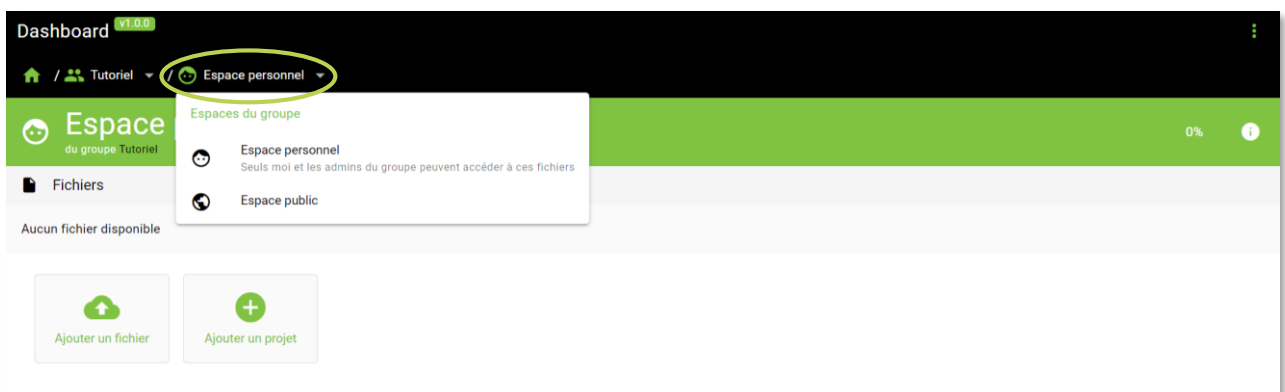 Dashboard v1.0.0
/ Tutoriel / Espace personnel
Espaces du groupe
Espace
du groupe Tutoriel
0%
Espace personnel
Seuls moi et les admins du groupe peuvent accéder à ces fichiers
Espace public
Fichiers
Aucun fichier disponible
Ajouter un fichier
Ajouter un projet